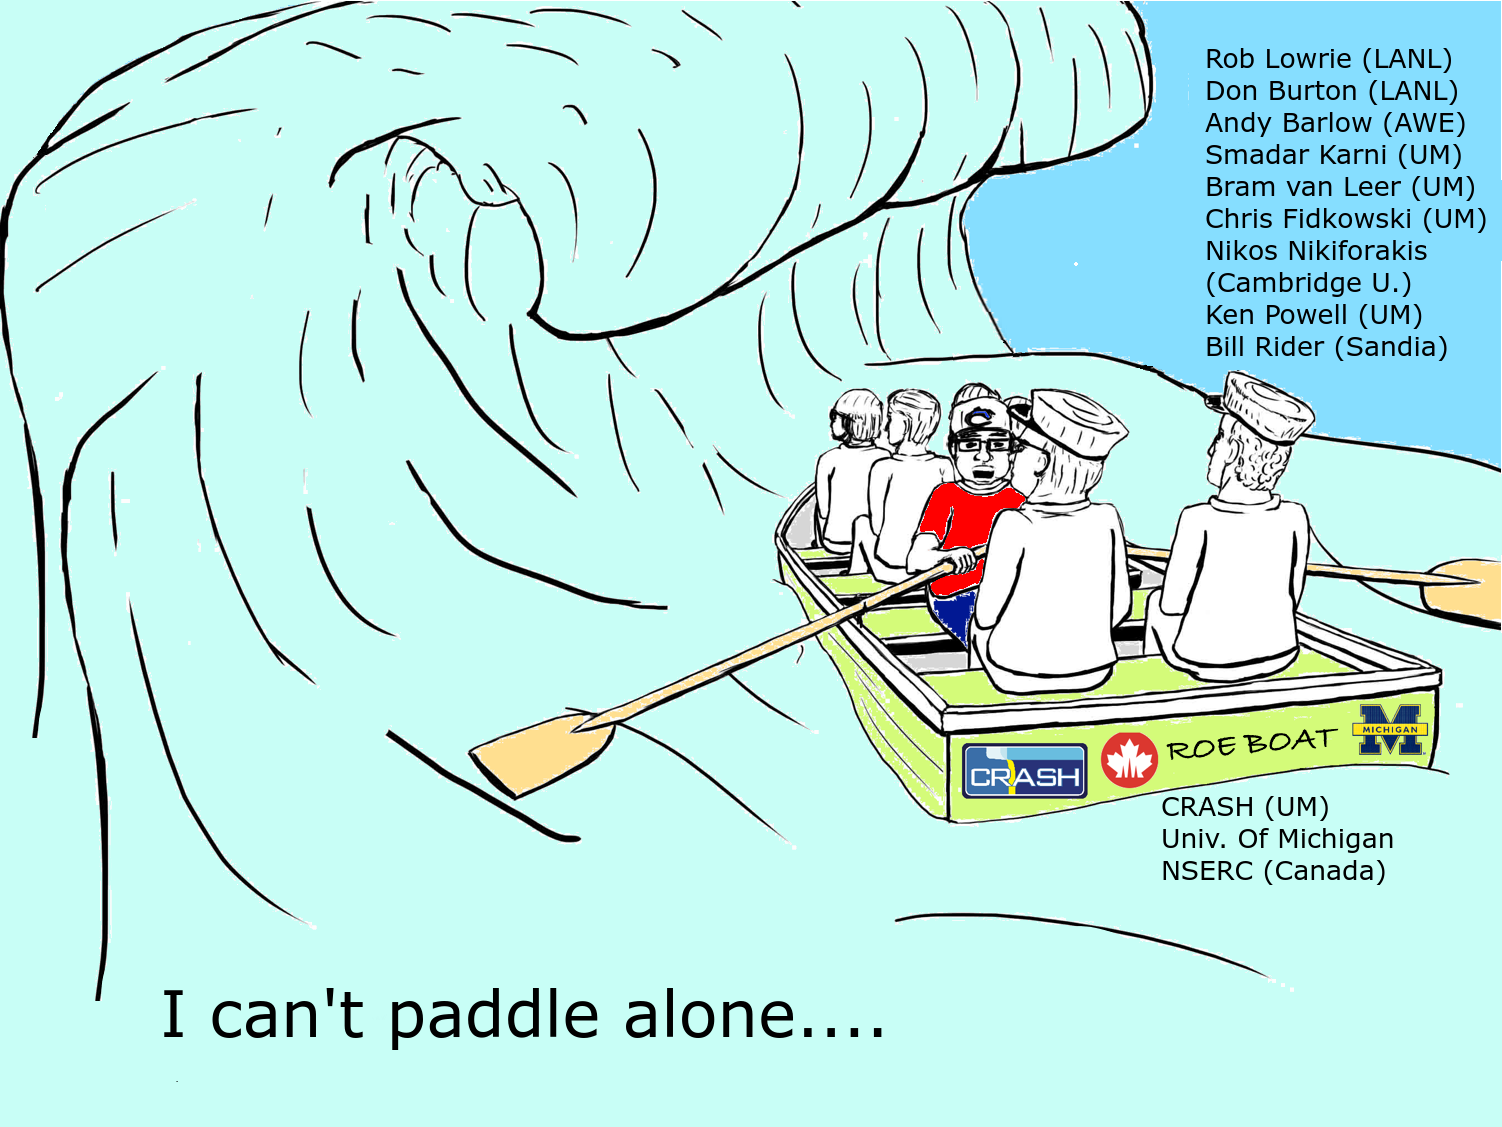 Rob Lowrie (LANL)
Don Burton (LANL)
Andy Barlow (AWE)
Smadar Karni (UM)
Bram van Leer (UM)
Chris Fidkowski (UM)
Nikos Nikiforakis
(Cambridge U.)
Ken Powell (UM)
Bill Rider (Sandia)
CRASH
ROE BOAT
MICHIGAN
CRASH (UM)
Univ. Of Michigan
NSERC (Canada)
I can't paddle alone....